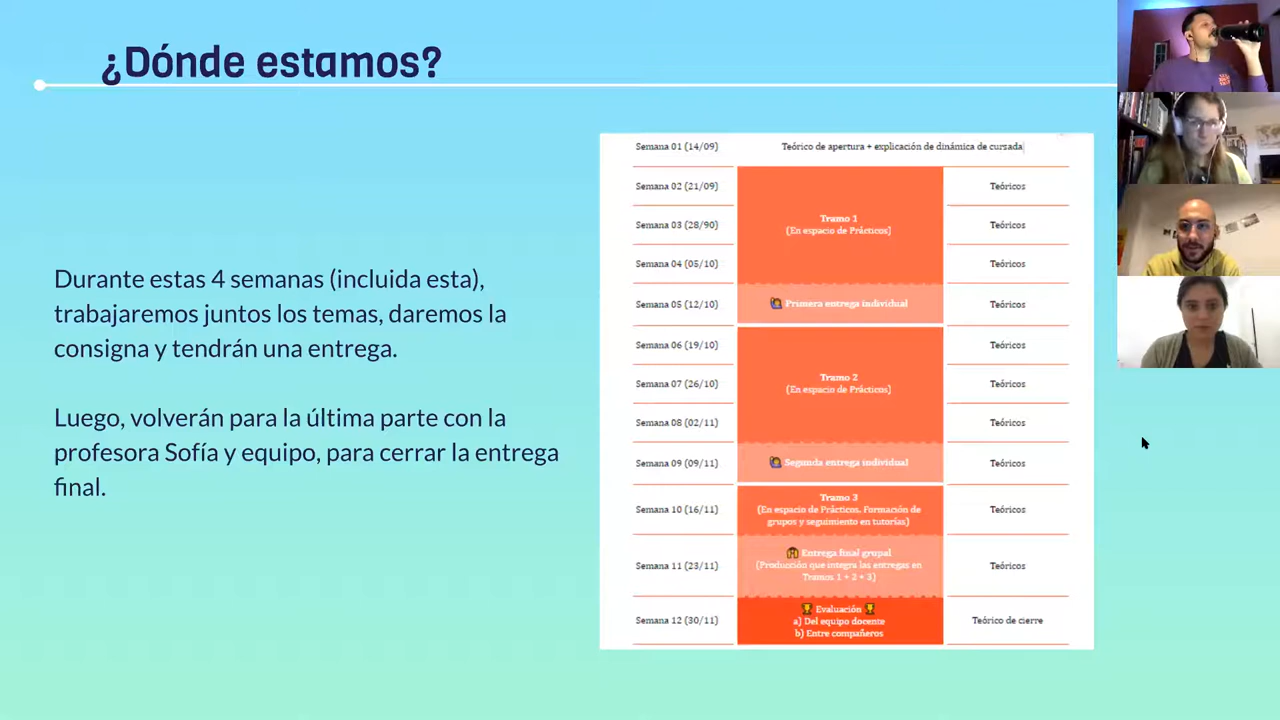 ¿Dónde estamos?
Durante estas 4 semanas (incluida esta),
trabajaremos juntos los temas, daremos la
consigna y tendrán una entrega.
Luego, volverán para la última parte con la
profesora Sofía y equipo, para cerrar la entrega
final.
Semana 01 (14/09) Teórico de apertura + explicación de dinámica de cursada
Semana 02 (21/09) Teóricos
Tramo 1
Semana 03 (28/90) (En espacio de Prácticos) Teóricos
Semana 04 (05/10) Teóricos
Semana 05 (12/10) 🙋 Primera entrega individual Teóricos
Semana 06 (19/10) Teóricos
Tramo 2
Semana 07 (26/10) (En espacio de Prácticos) Teóricos
Semana 08 (02/11) Teóricos
Semana 09 (09/11) 🙋 Segunda entrega individual Teóricos
Tramo 3
Semana 10 (16/11) (En espacio de Prácticos. Formación de Teóricos
grupos y seguimiento en tutorías)
Entrega final grupal
Semana 11 (23/11) (Producción que integra las entregas en Teóricos
Tramos 1 + 2 + 3)
🏆 Evaluación 🏆
Semana 12 (30/11) a) Del equipo docente Teórico de cierre
b) Entre compañeros